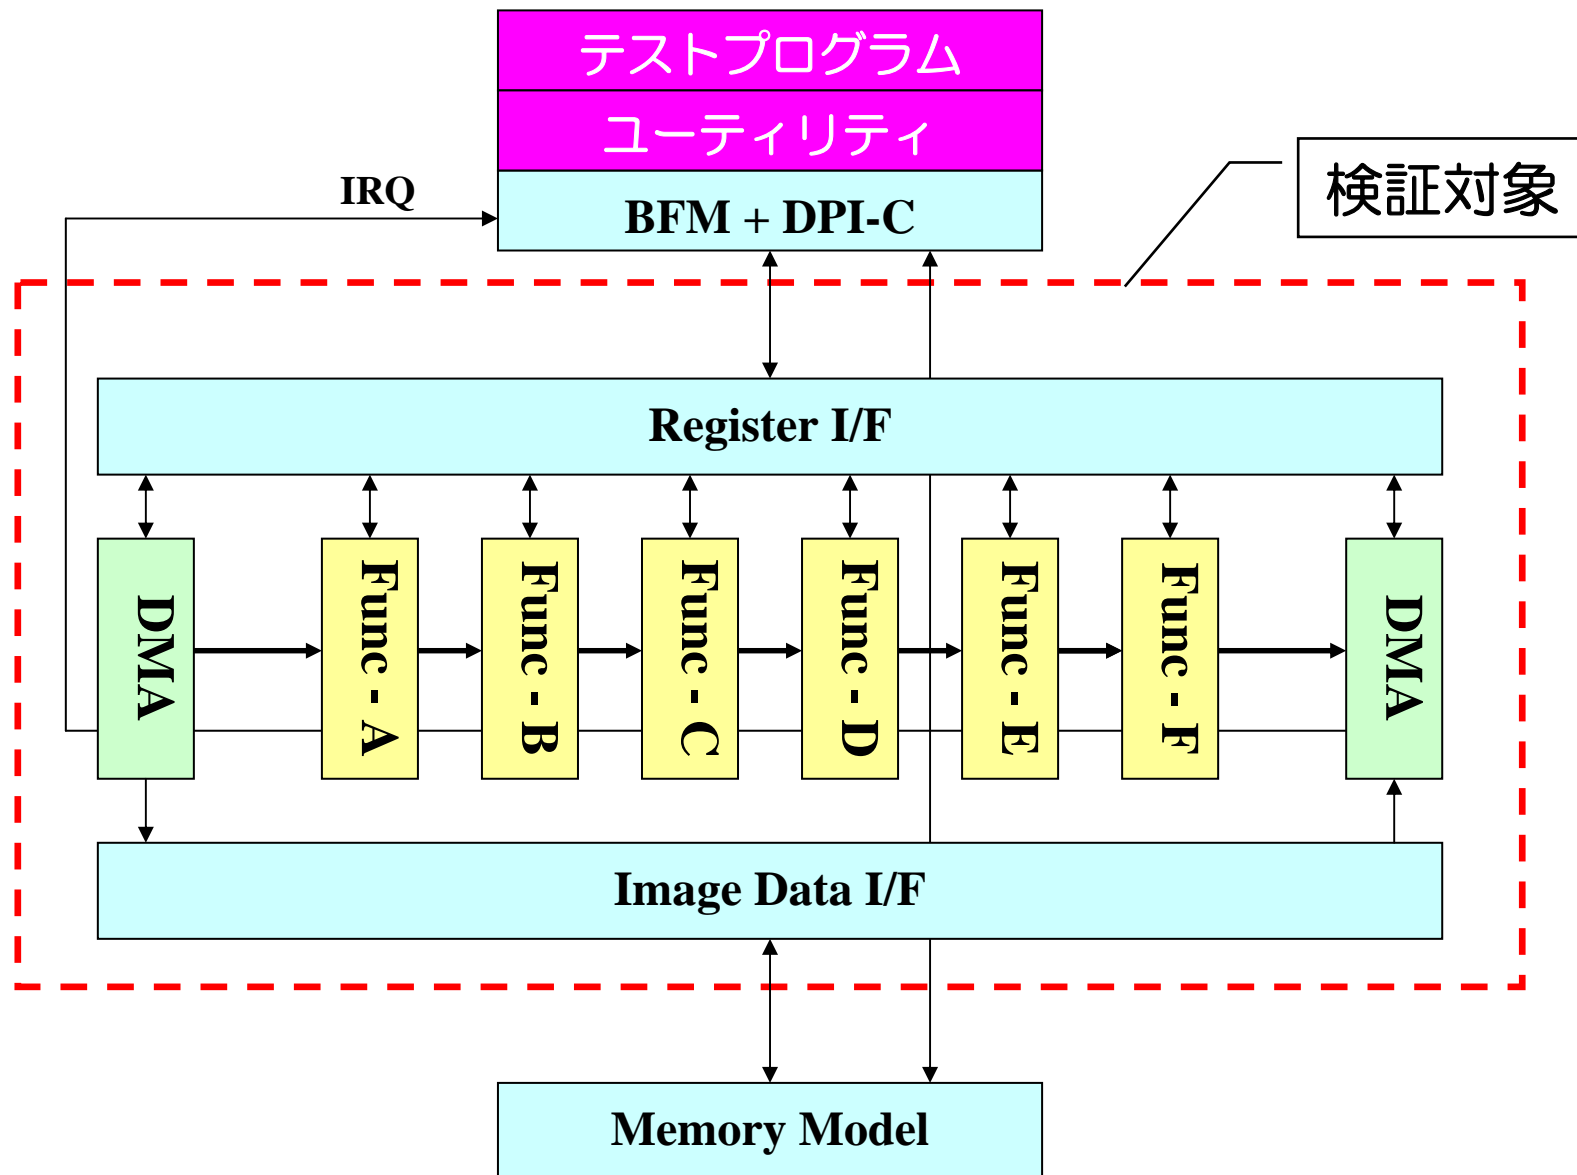 テストプログラム
ユーティリティ
IRQ
BFM + DPI-C
検証対象
Register I/F
DMA
Func - A
Func - B
Func - C
Func - D
Func - E
Func - F
DMA
Image Data I/F
Memory Model